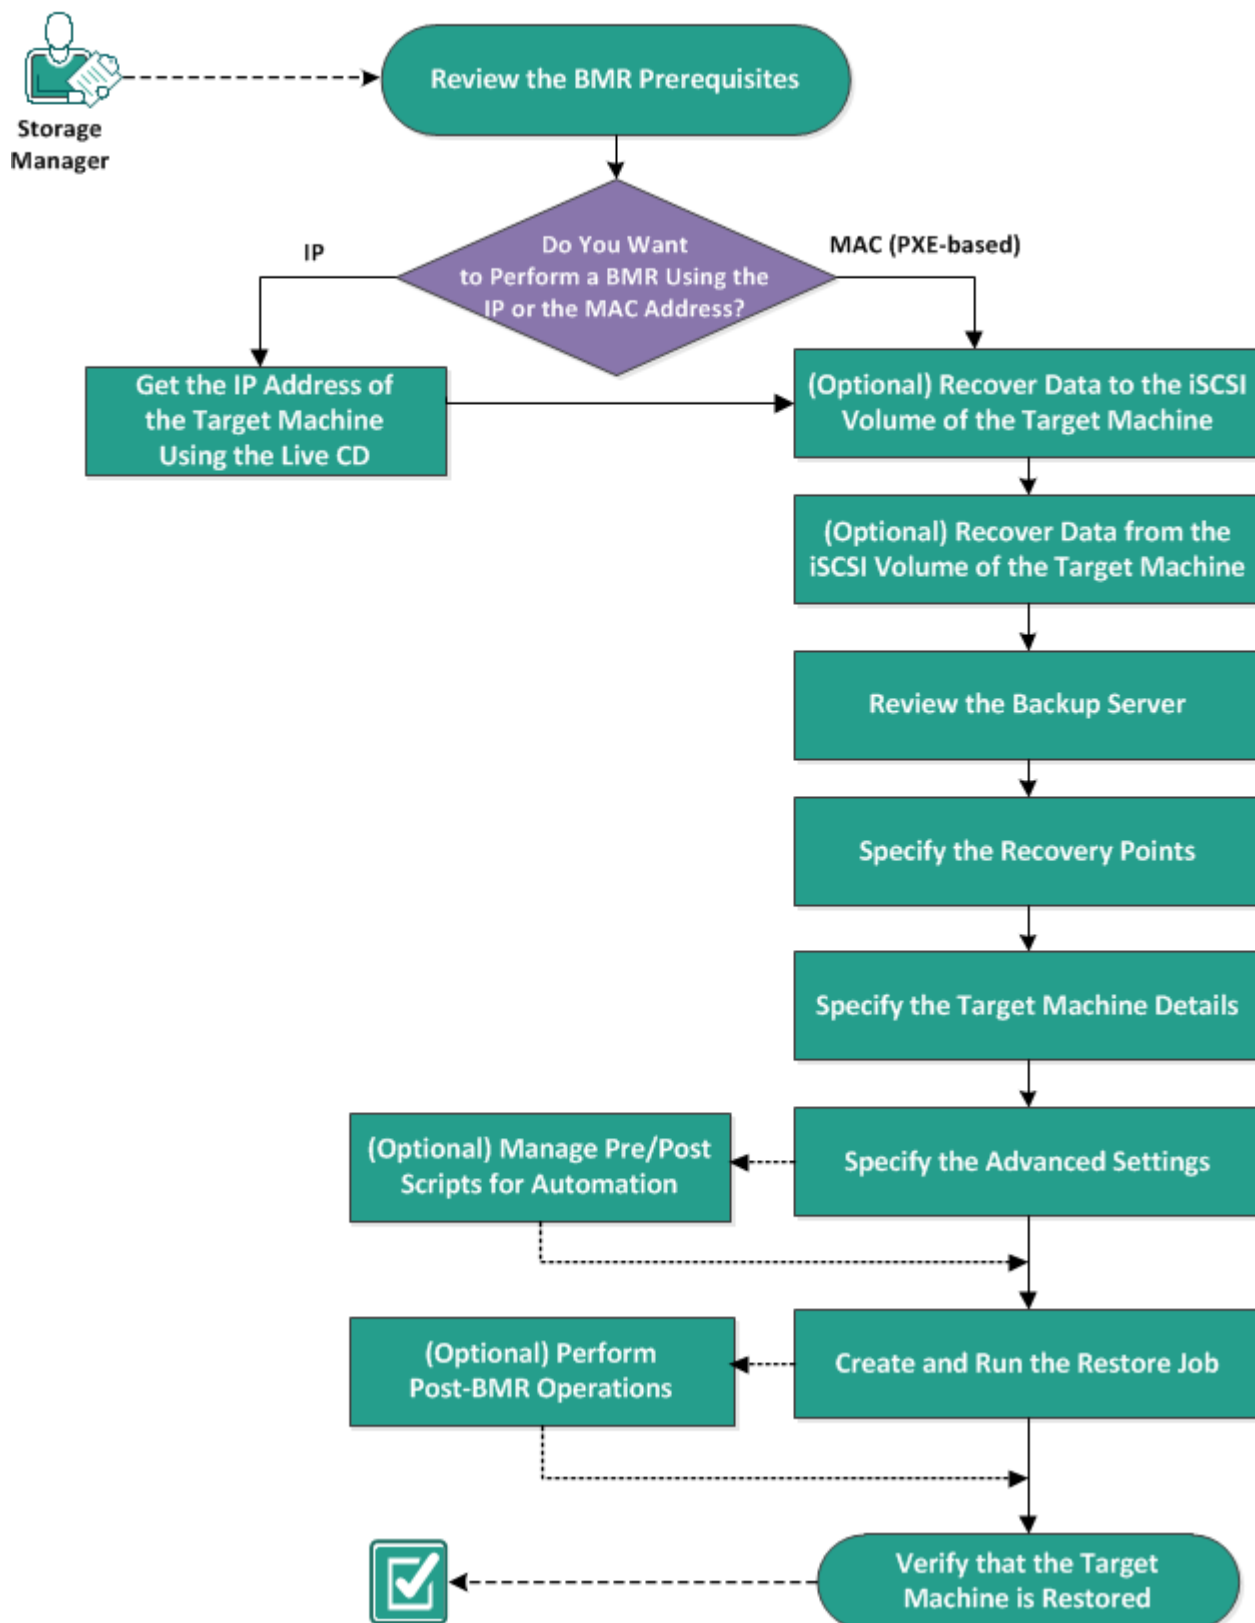 Storage
Manager
Review the BMR Prerequisites
IP
Do You Want
to Perform a BMR Using the
IP or the MAC Address?
MAC (PXE-based)
Get the IP Address of
the Target Machine
Using the Live CD
(Optional) Recover Data to the iSCSI
Volume of the Target Machine
(Optional) Recover Data from the
iSCSI Volume of the Target Machine
Review the Backup Server
Specify the Recovery Points
Specify the Target Machine Details
(Optional) Manage Pre/Post
Scripts for Automation
Specify the Advanced Settings
(Optional) Perform
Post-BMR Operations
Create and Run the Restore Job
Verify that the Target
Machine is Restored